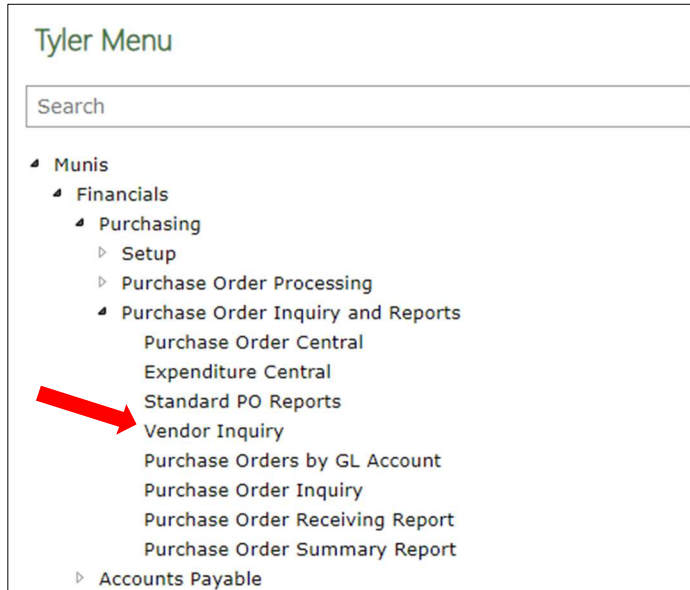 Tyler Menu
Search
Munis
Financials
Purchasing
Setup
Purchase Order Processing
Purchase Order Inquiry and Reports
Purchase Order Central
Expenditure Central
Standard PO Reports
Vendor Inquiry
Purchase Orders by GL Account
Purchase Order Inquiry
Purchase Order Receiving Report
Purchase Order Summary Report
Accounts Payable